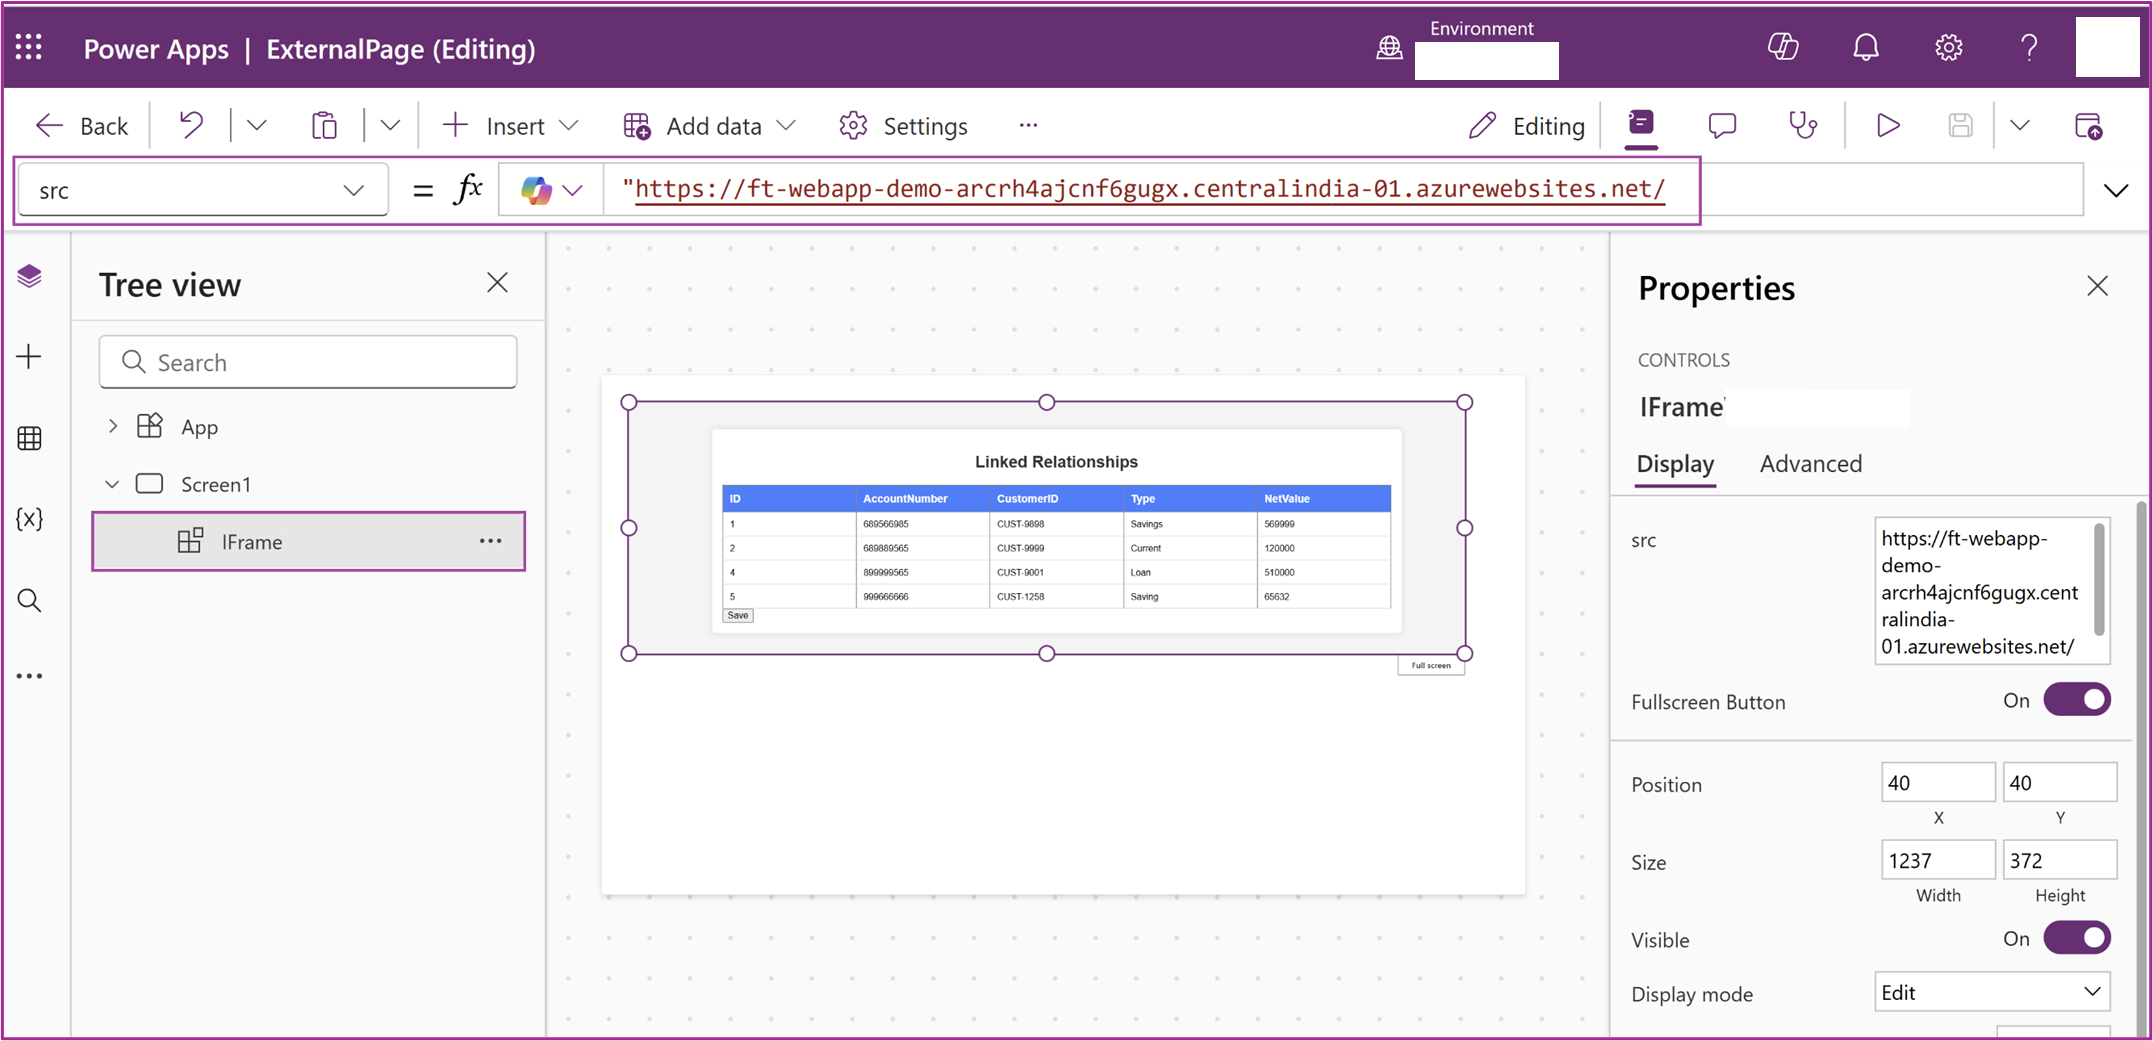 Power Apps | ExternalPage (Editing)
Environment
Back
Insert
Add data
Settings
...
Editing
src
= fx
"https://ft-webapp-demo-arcrh4ajcnf6gugx.centralindia-01.azurewebsites.net/
Tree view
Search
App
Screen1
IFrame
Linked Relationships
ID AccountNumber CustomerID Type NetValue
1 689566985 CUST-9898 Savings 569999
2 689889565 CUST-9999 Current 120000
4 899999565 CUST-9001 Loan 510000
5 999666666 CUST-1258 Saving 65632
Save
Full screen
Properties
CONTROLS
IFrame
Display Advanced
src
https://ft-webapp-
demo-
arcrh4ajcnf6gugx.cent
ralindia-
01.azurewebsites.net/
Fullscreen Button On
Position 40 40
X Y
Size 1237 372
Width Height
Visible On
Display mode Edit